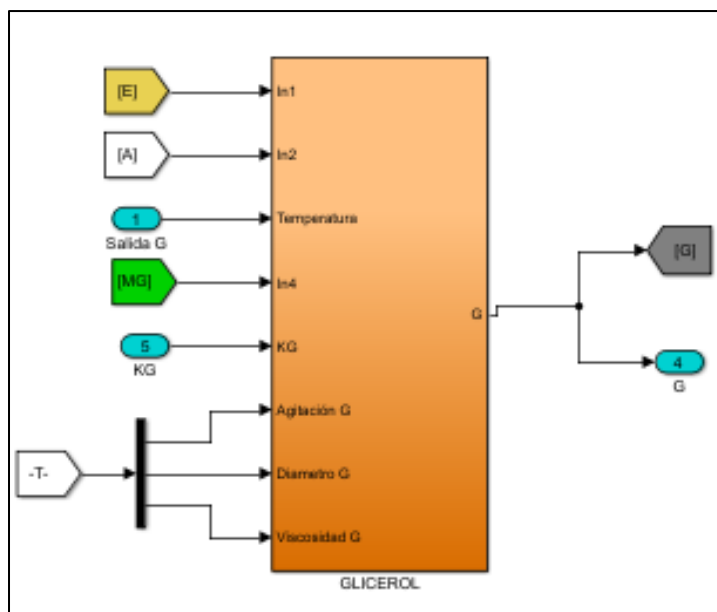 [E]
In1
[A]
In2
1
Salida G
Temperatura
[MG]
In4
5
KG
KG
-T-
Agitación G
Diametro G
Viscosidad G
G
[G]
4
G
GLICEROL